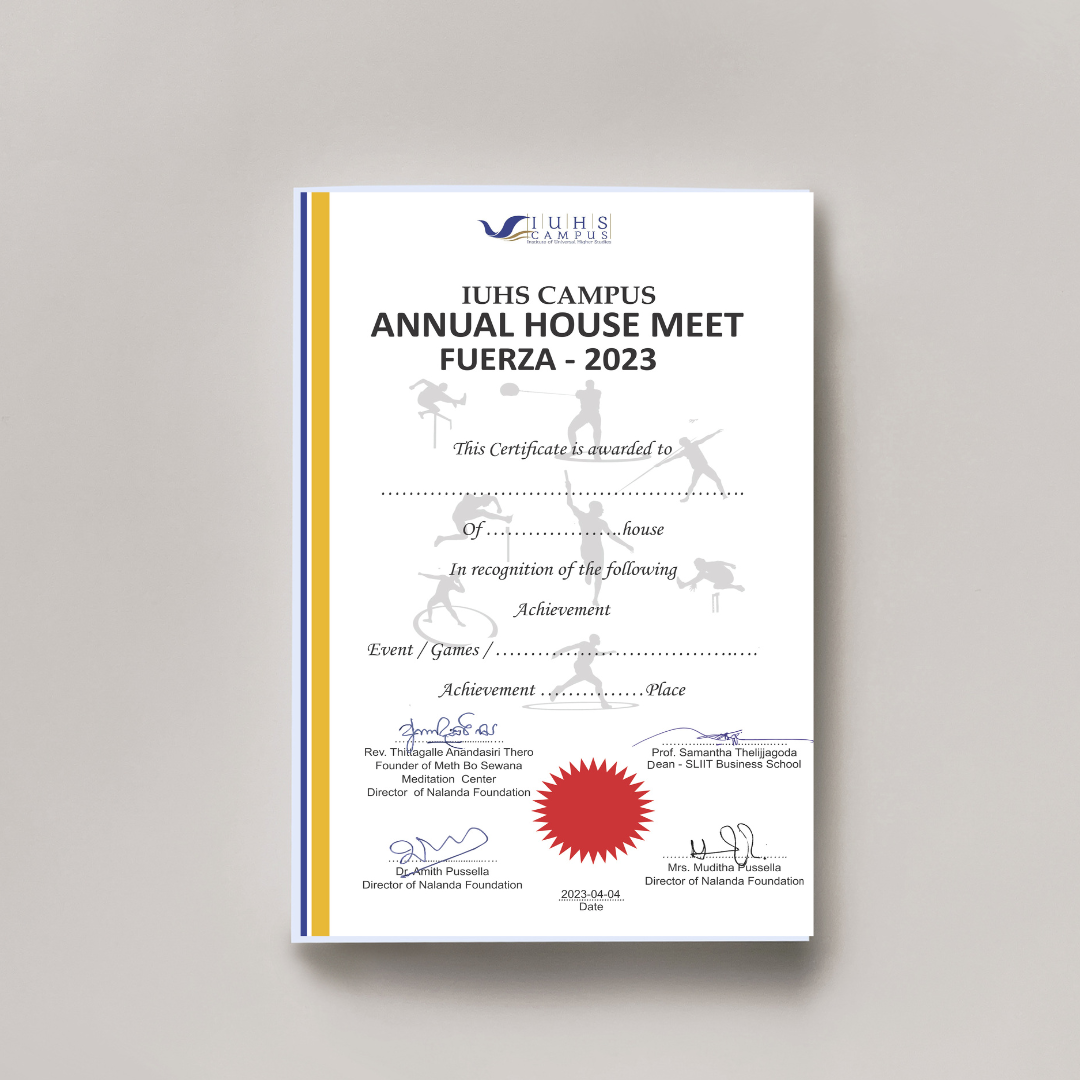 IUHS
CAMPUS
Institute of Universal Higher Studies
IUHS CAMPUS
ANNUAL HOUSE MEET
FUERZA - 2023
This Certificate is awarded to
...........................................................
Of ......................house
In recognition of the following
Achievement
Event / Games / ..........................................
Achievement .................Place
Rev. Thittagalle Anandasiri Thero
Founder of Meth Bo Sewana
Meditation Center
Director of Nalanda Foundation
Prof. Samantha Thelijjagoda
Dean - SLIIT Business School
Dr. Amith Pussella
Director of Nalanda Foundation
Mrs. Muditha Pussella
Director of Nalanda Foundation
2023-04-04
Date